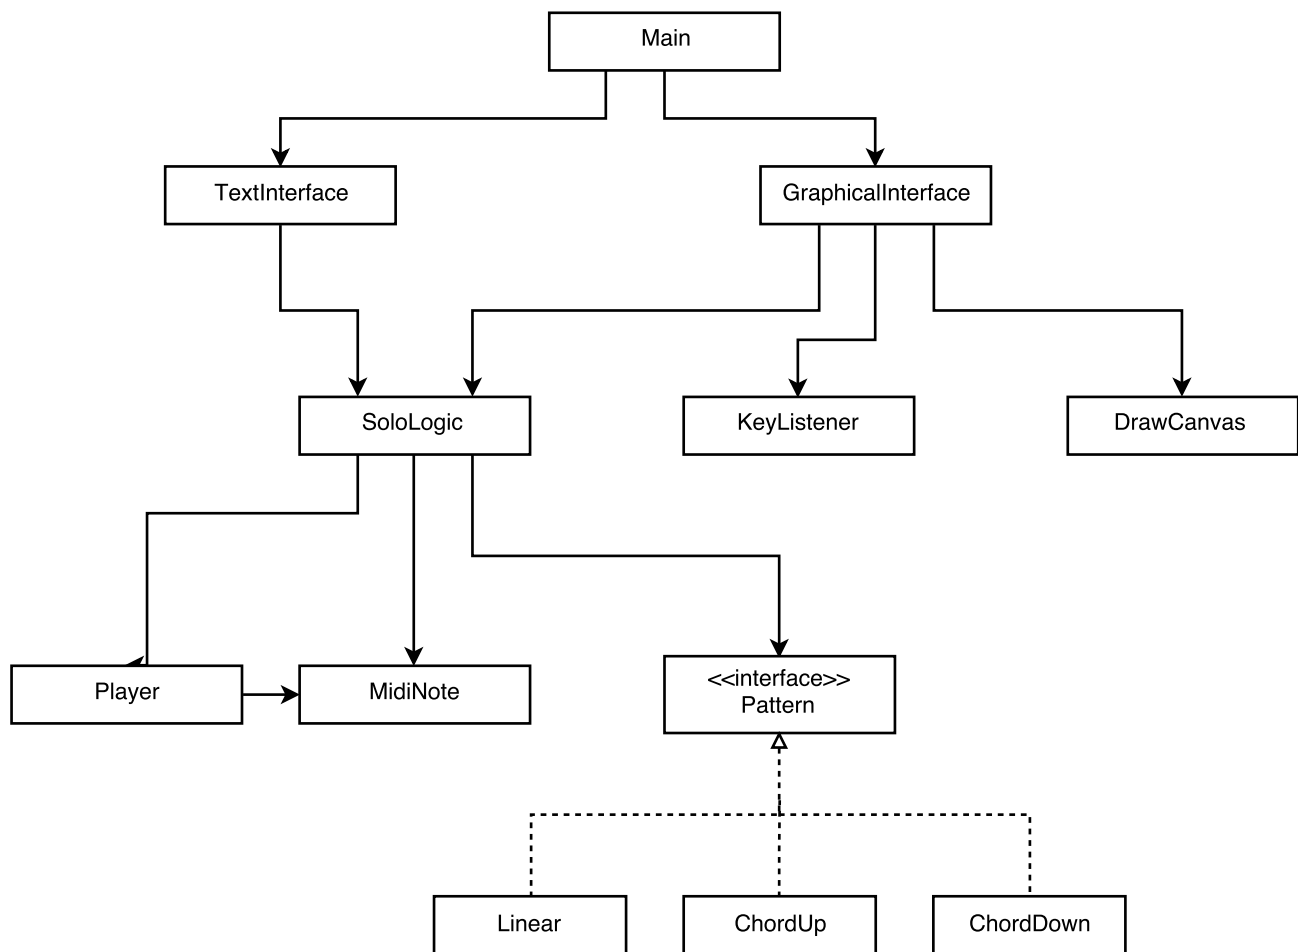 Main
TextInterface
GraphicalInterface
SoloLogic
KeyListener
DrawCanvas
Player
MidiNote
<<interface>>
Pattern
Linear
ChordUp
ChordDown